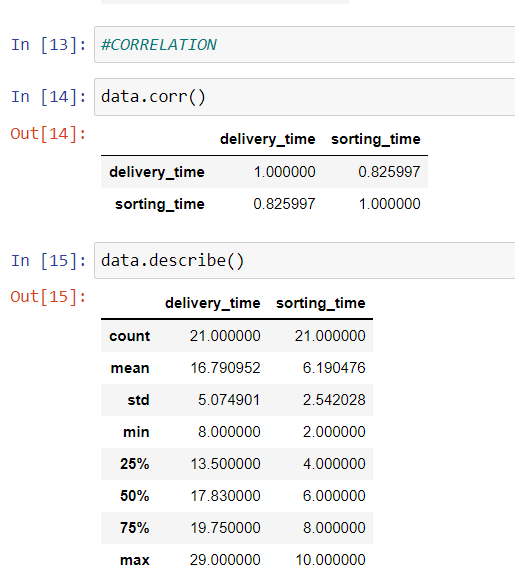 In [13]: #CORRELATION
In [14]: data.corr()
Out[14]:
delivery_time sorting_time
delivery_time 1.000000 0.825997
sorting_time 0.825997 1.000000
In [15]: data.describe()
Out[15]:
delivery_time sorting_time
count 21.000000 21.000000
mean 16.790952 6.190476
std 5.074901 2.542028
min 8.000000 2.000000
25% 13.500000 4.000000
50% 17.830000 6.000000
75% 19.750000 8.000000
max 29.000000 10.000000